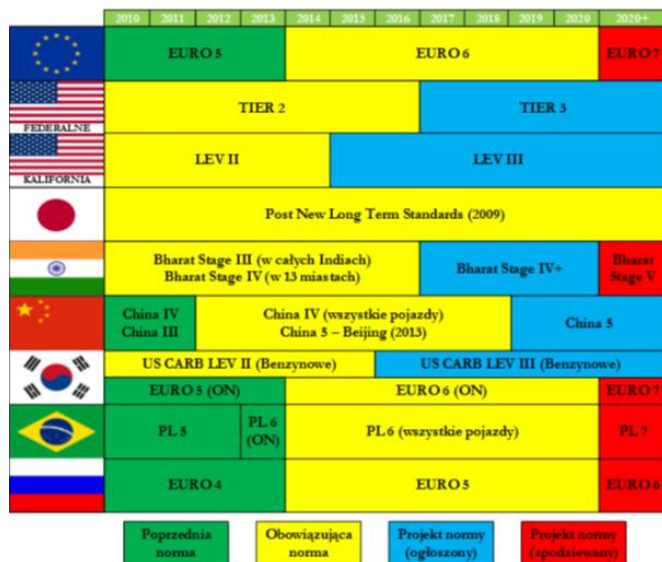 2010 2011 2012 2013 2014 2015 2016 2017 2018 2019 2020 2020+
EURO 5 EURO 6 EURO 7
FEDERALNE TIER 2 TIER 3
KALIFORNIA LEV II LEV III
Post New Long Term Standards (2009)
Bharat Stage III (w całych Indiach)
Bharat Stage IV (w 13 miastach)
Bharat Stage IV+
Bharat
Stage V
China IV
China III
China IV (wszystkie pojazdy)
China 5 – Beijing (2013)
China 5
US CARB LEV II (Benzynowe) US CARB LEV III (Benzynowe)
EURO 5 (ON) EURO 6 (ON) EURO 7
PL 5
PL 6
(ON)
PL 6 (wszystkie pojazdy)
PL 7
EURO 4 EURO 5 EURO 6
Poprzednia
norma
Obowiązująca
norma
Projekt normy
(ogłoszony)
Projekt normy
(spodziewany)